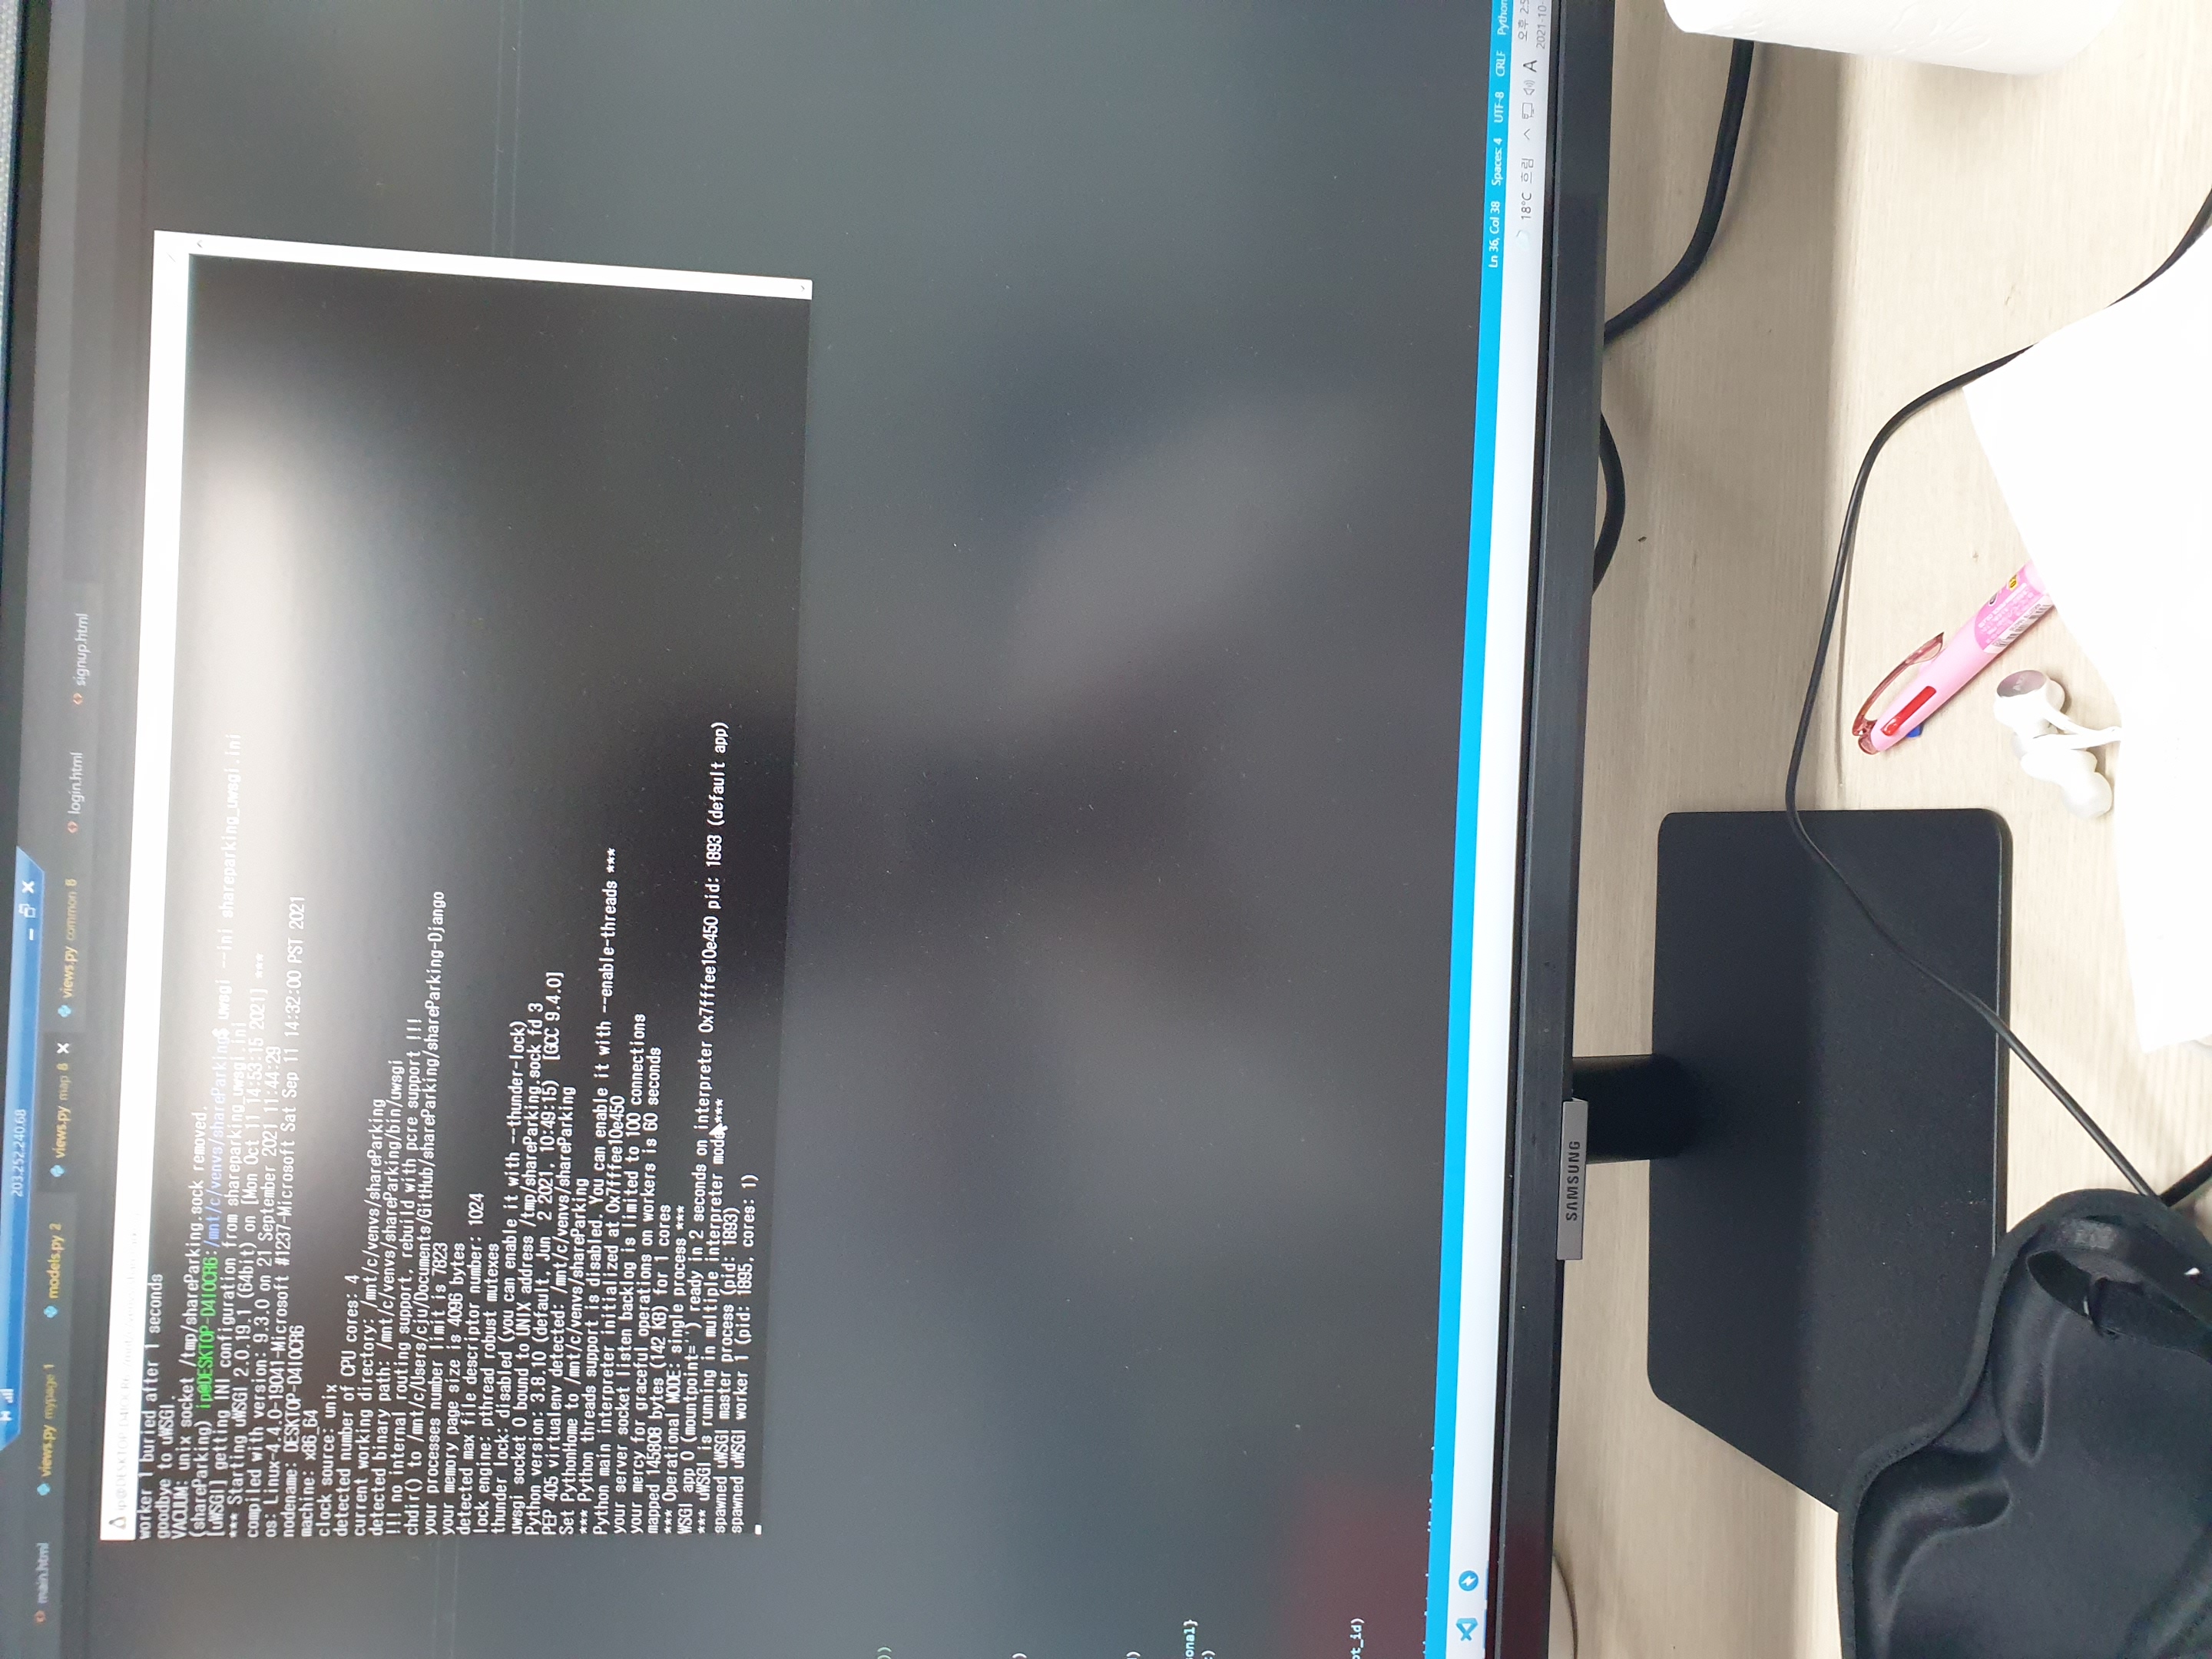 203.252.240.68
main.html
views.py mypage 1
models.py 2
views.py map 8
views.py common 8
login.html
signup.html
worker 1 buried after 1 seconds
goodbye to uWSGI.
VACUUM: unix socket /tmp/shareParking.sock removed.
(shareParking) ip@DESKTOP-D4IOCR6:/mnt/c/venvs/shareParking$ uwsgi --ini shareparking_uwsgi.ini
[uWSGI] getting INI configuration from shareparking_uwsgi.ini
*** Starting uWSGI 2.0.19.1 (64bit) on [Mon Oct 11 14:53:15 2021] ***
compiled with version: 9.3.0 on 21 September 2021 11:44:29
os: Linux-4.4.0-19041-Microsoft #1237-Microsoft Sat Sep 11 14:32:00 PST 2021
nodename: DESKTOP-D4IOCR6
machine: x86_64
clock source: unix
detected number of CPU cores: 4
current working directory: /mnt/c/venvs/shareParking
detected binary path: /mnt/c/venvs/shareParking/bin/uwsgi
!!! no internal routing support, rebuild with pcre support !!!
chdir() to /mnt/c/Users/cju/Documents/GitHub/shareParking/shareParking-Django
your processes number limit is 7823
your memory page size is 4096 bytes
detected max file descriptor number: 1024
lock engine: pthread robust mutexes
thunder lock: disabled (you can enable it with --thunder-lock)
uwsgi socket 0 bound to UNIX address /tmp/shareParking.sock fd 3
Python version: 3.8.10 (default, Jun  2 2021, 10:49:15)  [GCC 9.4.0]
PEP 405 virtualenv detected: /mnt/c/venvs/shareParking
Set PythonHome to /mnt/c/venvs/shareParking
*** Python threads support is disabled. You can enable it with --enable-threads ***
Python main interpreter initialized at 0x7fffee10e450
your server socket listen backlog is limited to 100 connections
your mercy for graceful operations on workers is 60 seconds
mapped 145808 bytes (142 KB) for 1 cores
*** Operational MODE: single process ***
WSGI app 0 (mountpoint='') ready in 2 seconds on interpreter 0x7fffee10e450 pid: 1893 (default app)
*** uWSGI is running in multiple interpreter mode ***
spawned uWSGI master process (pid: 1893)
spawned uWSGI worker 1 (pid: 1895, cores: 1)
))
)
)
onal}
)
ot_id)
Ln 36, Col 38 Spaces: 4 UTF-8 CRLF Python
18°C 흐림 A 오후 2:5
2021-10-
SAMSUNG